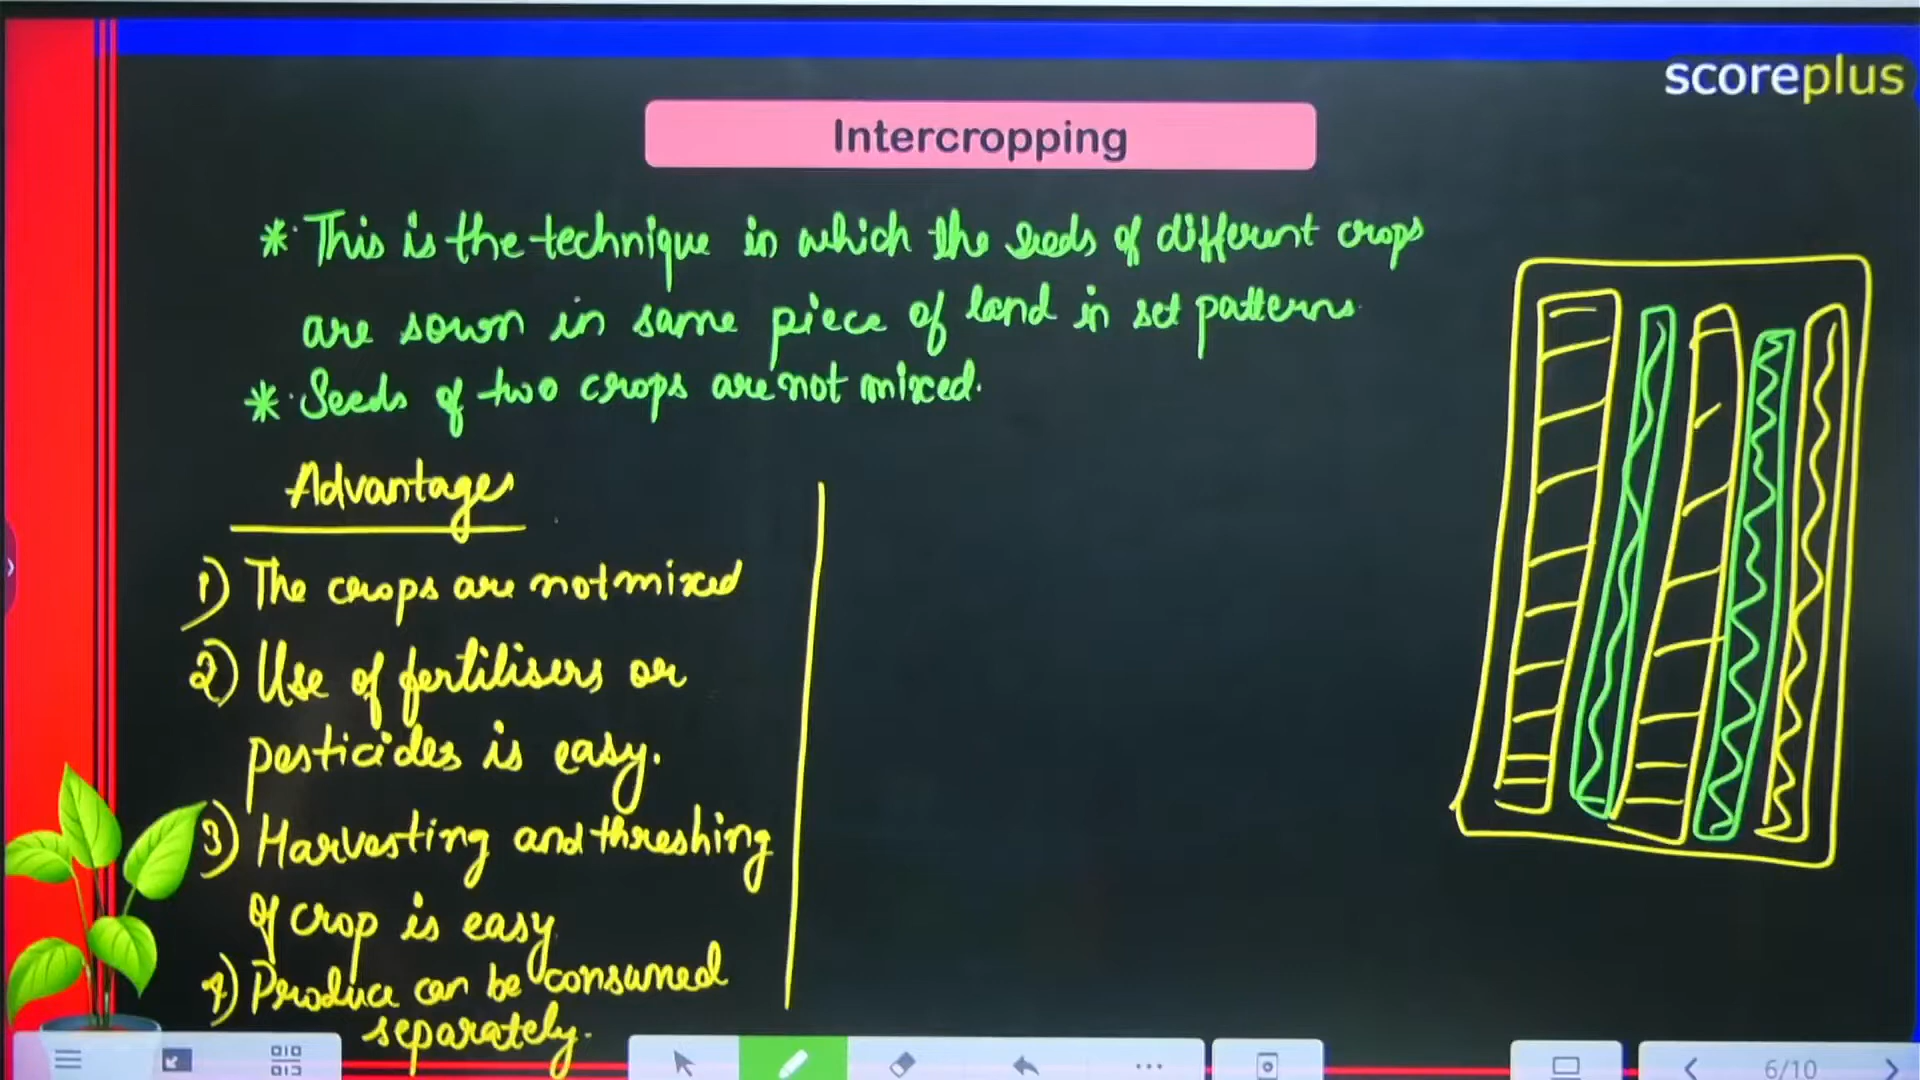 scoreplus
Intercropping
* This is the technique in which the seeds of different crops
are sown in same piece of land in set patterns.
* Seeds of two crops are not mixed.
Advantages
1) The crops are not mixed
2) Use of fertilisers or
pesticides is easy.
3) Harvesting and threshing
of crop is easy
4) Produce can be consumed
separately.
6/10